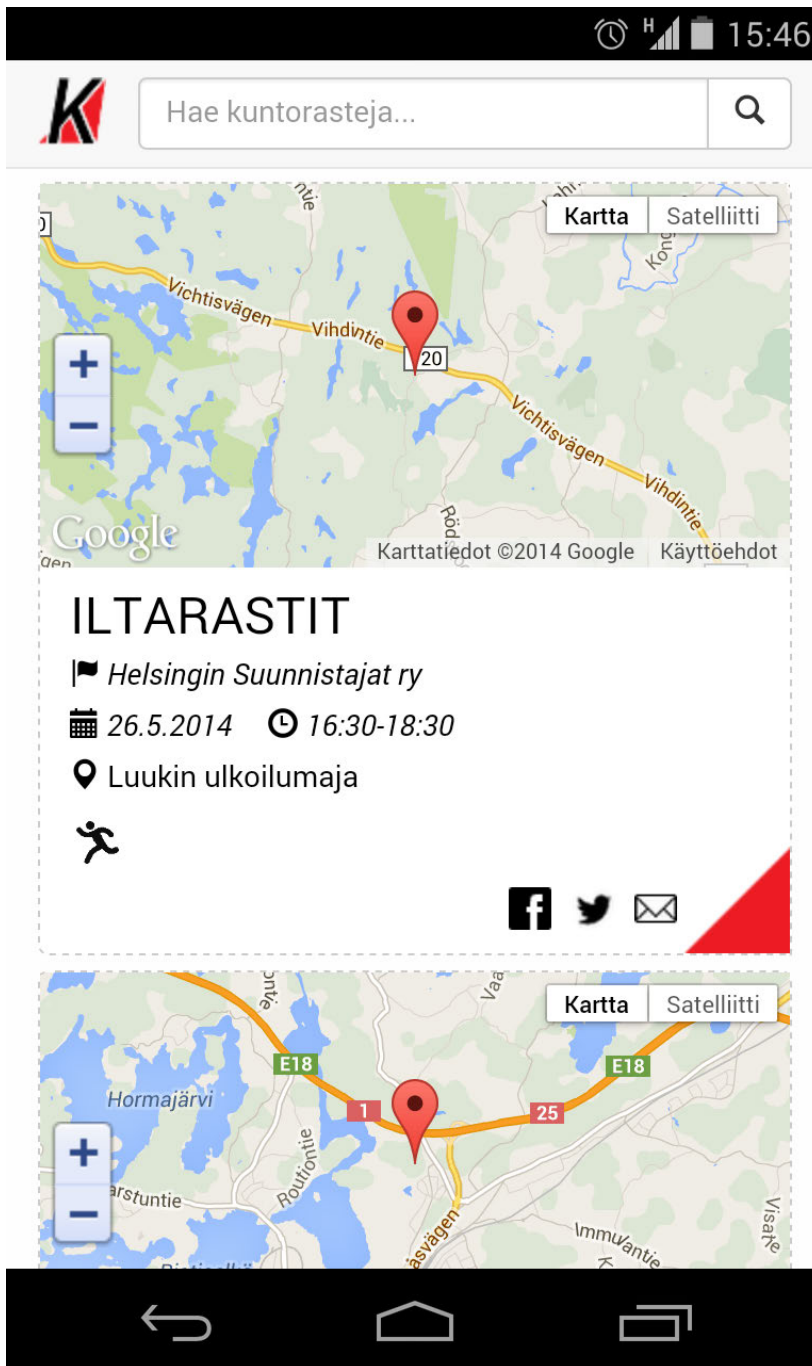 H 15:46
K Hae kuntorasteja...
Kartta Satelliitti
Vichtisvägen
Vihdintie
120
Vichtisvägen
Vihdintie
Google
Karttatiedot ©2014 Google Käyttöehdot
ILTARASTIT
Helsingin Suunnistajat ry
26.5.2014 16:30-18:30
Luukin ulkoilumaja
f
Kartta Satelliitti
E18
E18
Hormajärvi
1
25
Routiontie